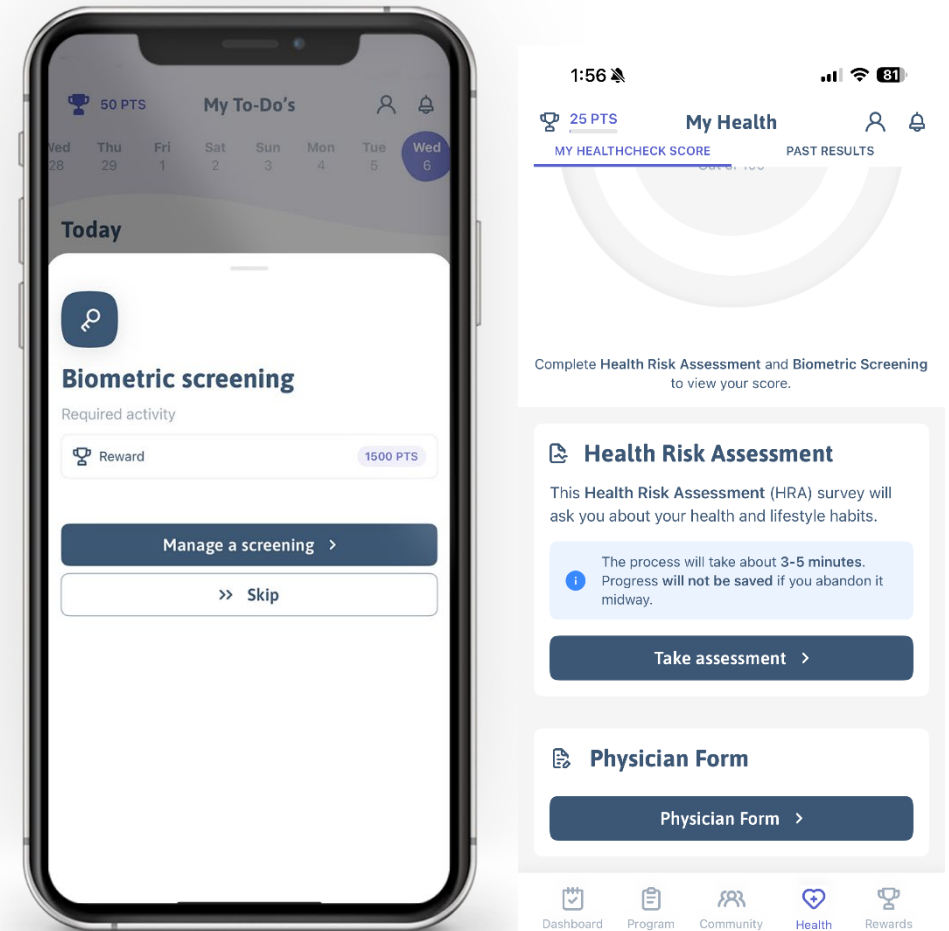 50 PTS
My To-Do's
Wed Thu Fri Sat Sun Mon Tue Wed
28 29 1 2 3 4 5 6
Today
Biometric screening
Required activity
Reward
1500 PTS
Manage a screening
Skip
1:56
81
25 PTS
My Health
MY HEALTHCHECK SCORE
PAST RESULTS
Complete Health Risk Assessment and Biometric Screening
to view your score.
Health Risk Assessment
This Health Risk Assessment (HRA) survey will
ask you about your health and lifestyle habits.
The process will take about 3-5 minutes.
Progress will not be saved if you abandon it
midway.
Take assessment
Physician Form
Physician Form
Dashboard
Program
Community
Health
Rewards